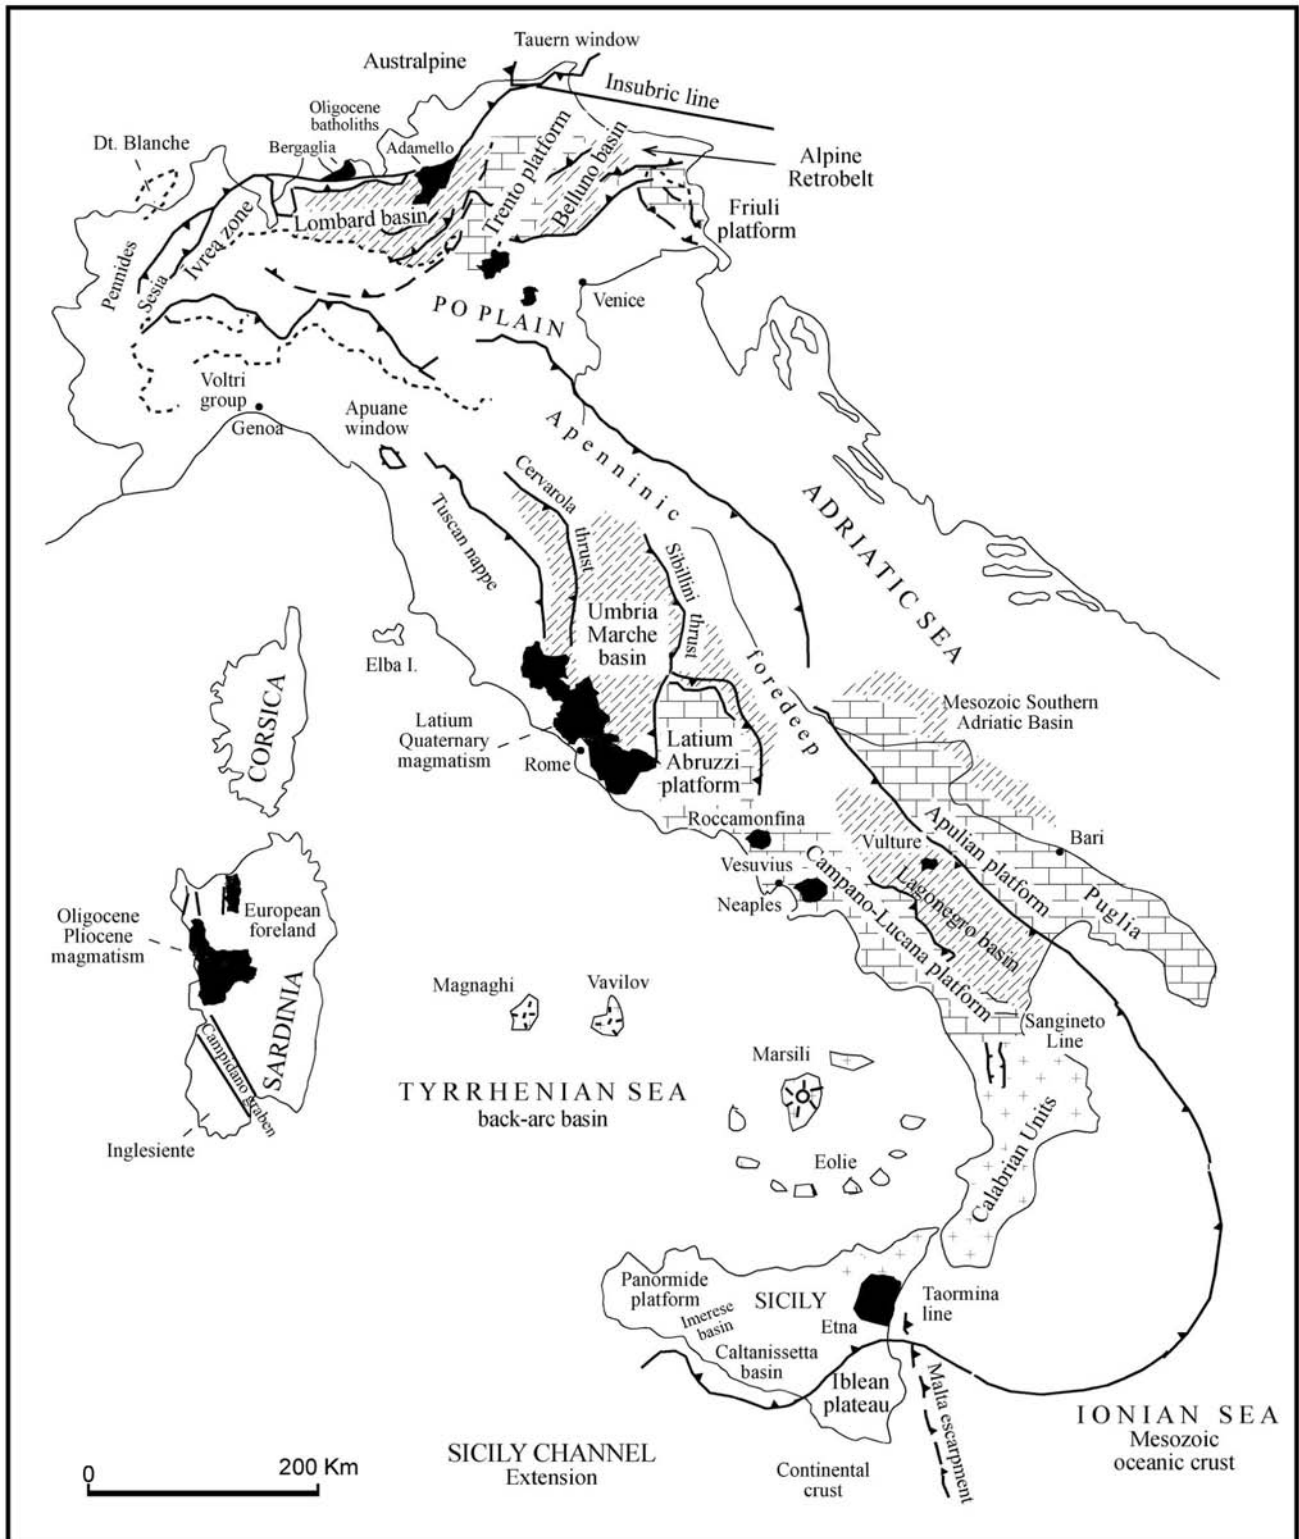 Tauern window
Australpine
Insubric line
Oligocene
batholiths
Dt. Blanche
Bergaglia
Adamello
Alpine
Retrobelt
Trento platform
Belluno basin
Lombard basin
Friuli
platform
Ivrea zone
Pennides
Sesia
Venice
PO PLAIN
Voltri
group
Genoa
Apuane
window
Apenninic
foredeep
Cervarola
thrust
Tuscan nappe
Sibillini
thrust
ADRIATIC SEA
Umbria
Marche
basin
Elba I.
CORSICA
Latium
Quaternary
magmatism
Rome
Latium
Abruzzi
platform
Mesozoic Southern
Adriatic Basin
Roccamonfina
Vesuvius
Neaples
Vulture
Apulian platform
Bari
Puglia
Campano-Lucana platform
Lagonegro basin
Oligocene
Pliocene
magmatism
European
foreland
SARDINIA
Campidano graben
Inglesiente
Magnaghi
Vavilov
Sangineto
Line
Marsili
TYRRHENIAN SEA
back-arc basin
Eolie
Calabrian Units
Panormide
platform
SICILY
Imerese
basin
Etna
Taormina
line
Caltanissetta
basin
Iblean
plateau
Malta escarpment
IONIAN SEA
Mesozoic
oceanic crust
SICILY CHANNEL
Extension
Continental
crust
0
200 Km